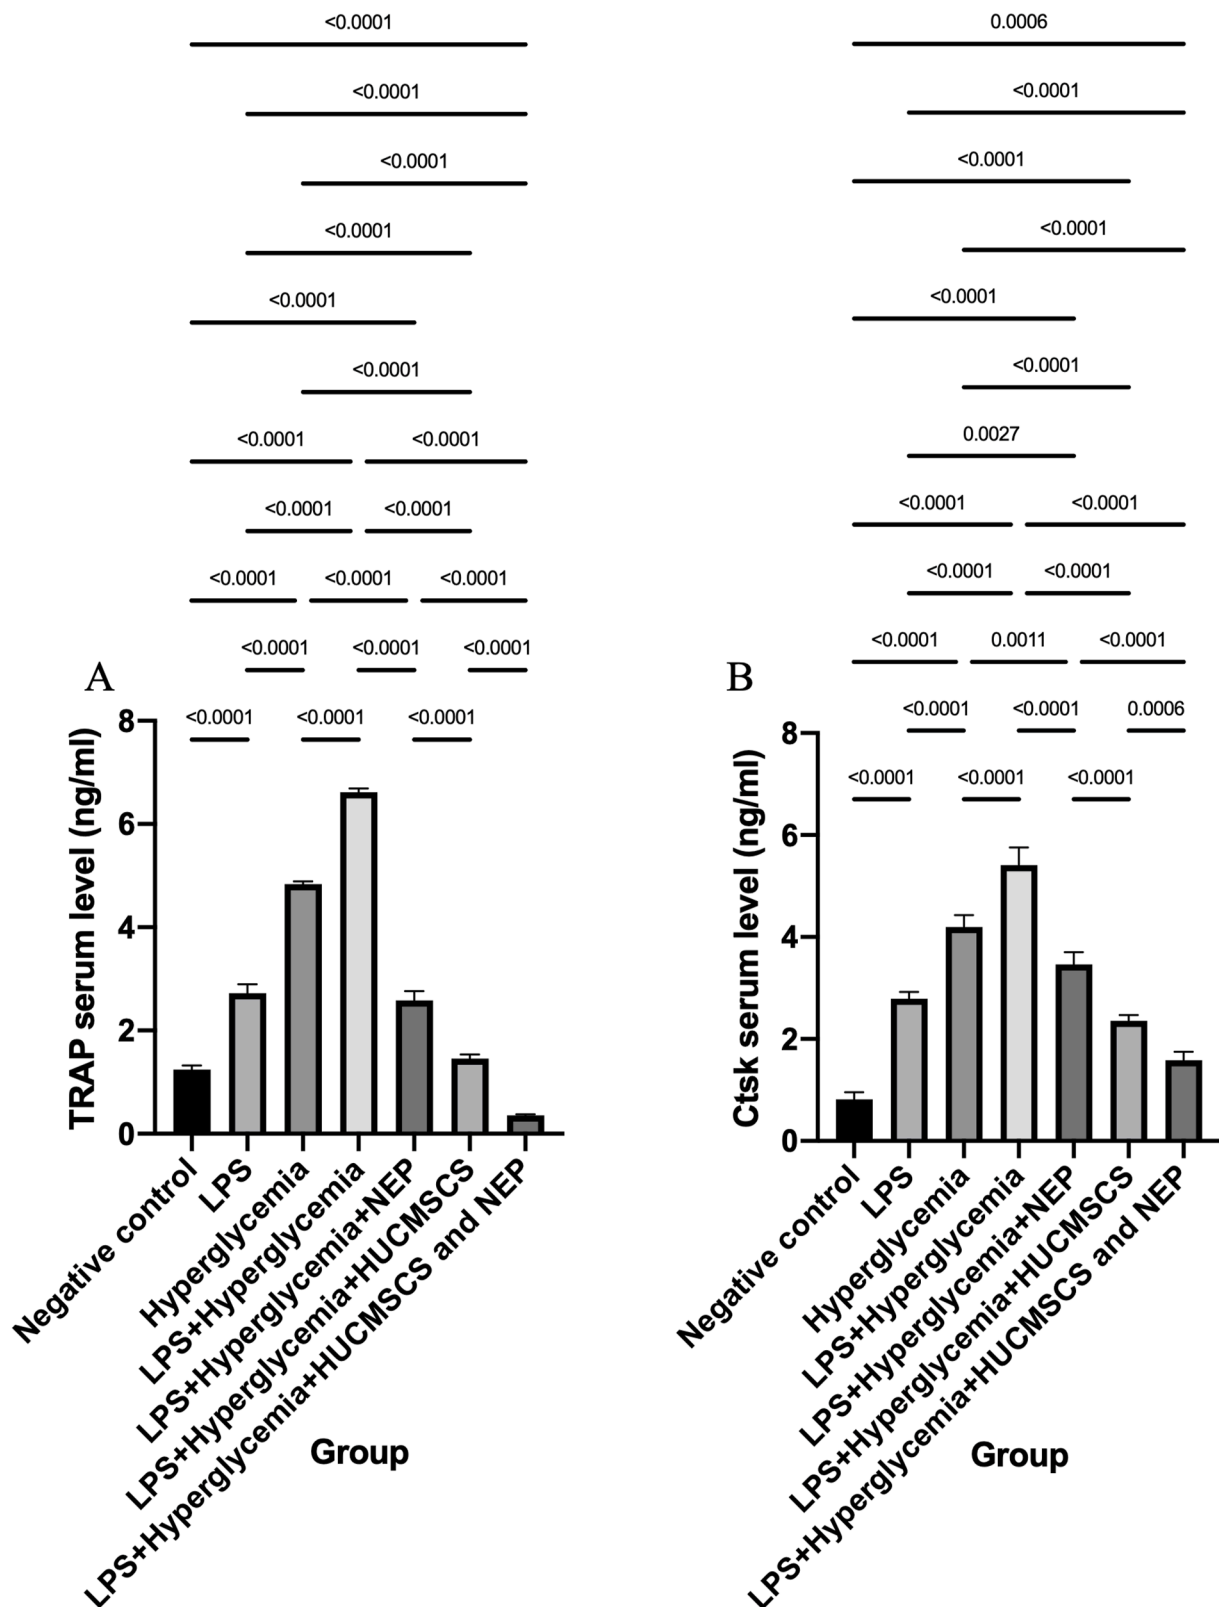 <0.0001
<0.0001
<0.0001
<0.0001
<0.0001
<0.0001
<0.0001 <0.0001
<0.0001 <0.0001
<0.0001 <0.0001 <0.0001
<0.0001 <0.0001 <0.0001
A
<0.0001 <0.0001 <0.0001
TRAP serum level (ng/ml)
8
6
4
2
0
Negative control
LPS
Hyperglycemia
LPS+Hyperglycemia
LPS+Hyperglycemia+NEP
LPS+Hyperglycemia+HUCMSCS
LPS+Hyperglycemia+HUCMSCS and NEP
Group
0.0006
<0.0001
<0.0001
<0.0001
<0.0001
<0.0001
0.0027
<0.0001 <0.0001
<0.0001 <0.0001
<0.0001 0.0011 <0.0001
B
<0.0001 <0.0001 0.0006
<0.0001 <0.0001 <0.0001
Ctsk serum level (ng/ml)
8
6
4
2
0
Negative control
LPS
Hyperglycemia
LPS+Hyperglycemia
LPS+Hyperglycemia+NEP
LPS+Hyperglycemia+HUCMSCS
LPS+Hyperglycemia+HUCMSCS and NEP
Group